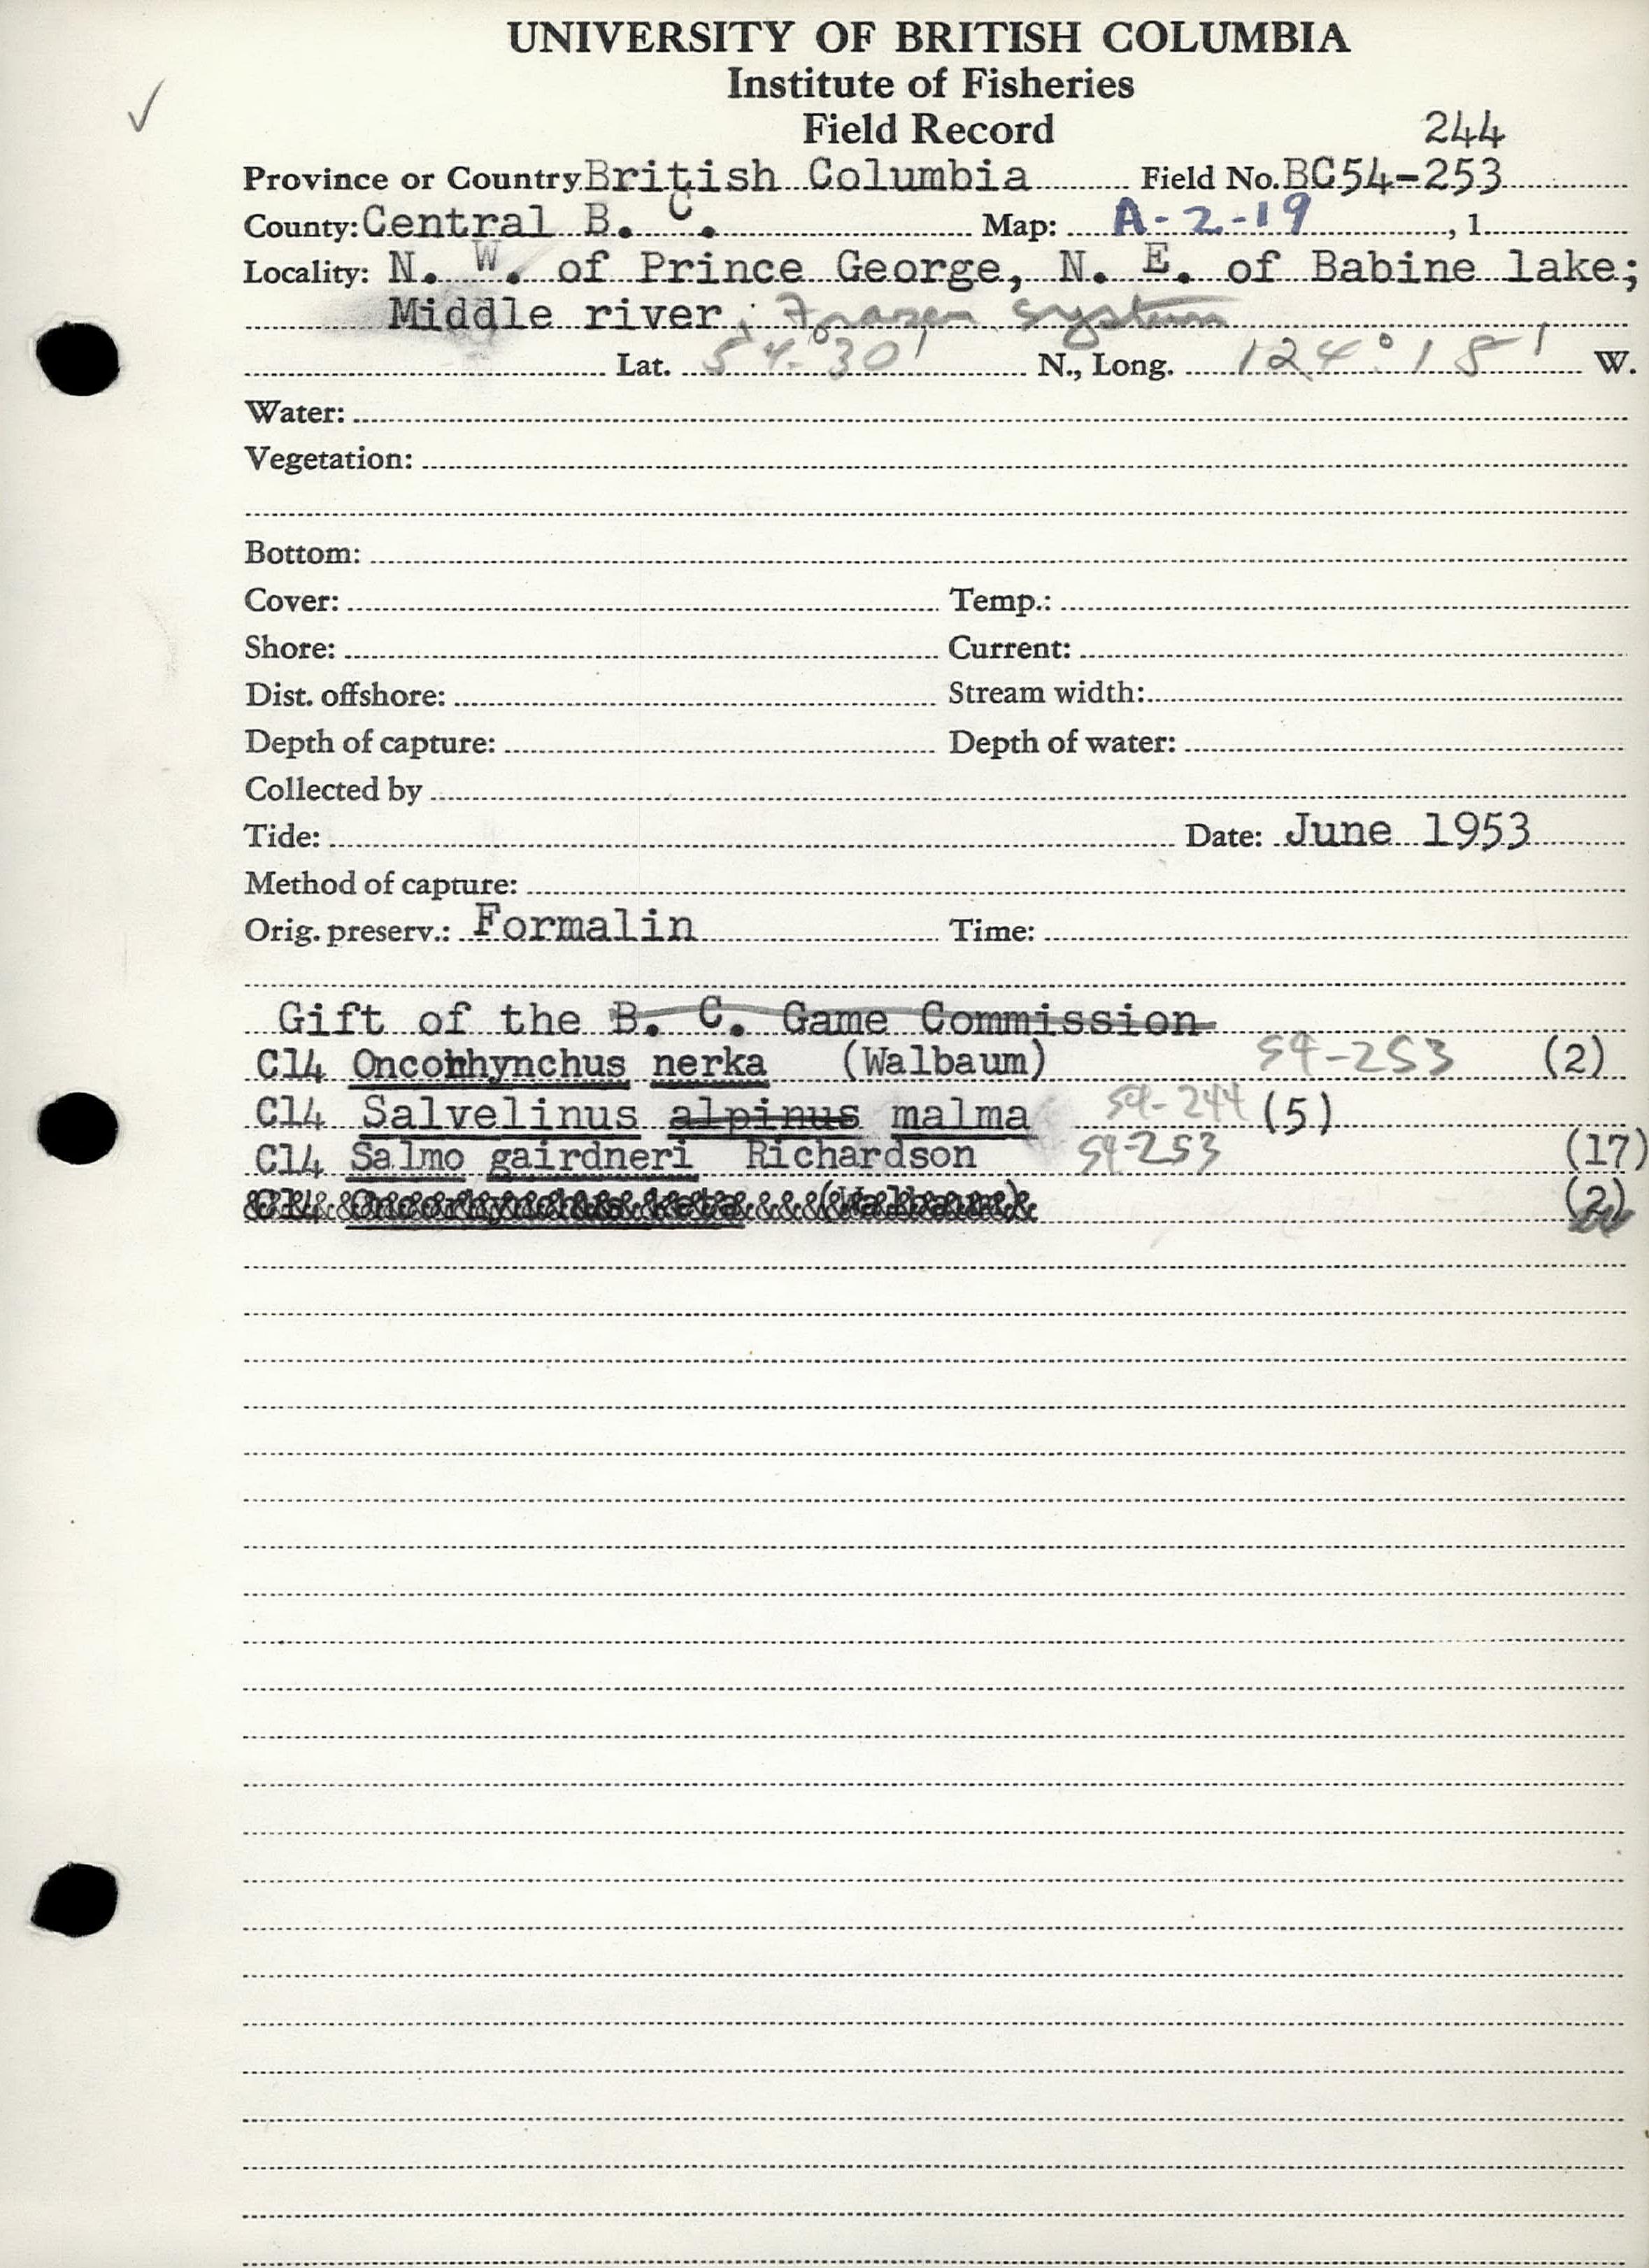 UNIVERSITY OF BRITISH COLUMBIA
Institute of Fisheries
Field Record
244
Province or Country British Columbia Field No. BC54-253
County: Central B. C. Map: A-2-19, 1
Locality: N. W. of Prince George, N. E. of Babine lake;
Middle river; Fraser system
Lat. 54°30' N., Long. 124°18' W.
Water:
Vegetation:
Bottom:
Cover: Temp.:
Shore: Current:
Dist. offshore: Stream width:
Depth of capture: Depth of water:
Collected by
Tide: Date: June 1953
Method of capture:
Orig. preserv.: Formalin Time:
Gift of the B. C. Game Commission
C14 Oncorhynchus nerka (Walbaum) 54-253 (2)
C14 Salvelinus alpinus malma 54-244 (5)
C14 Salmo gairdneri Richardson 54-253 (17)
C14 Oncorhynchus keta (Walbaum) (2)